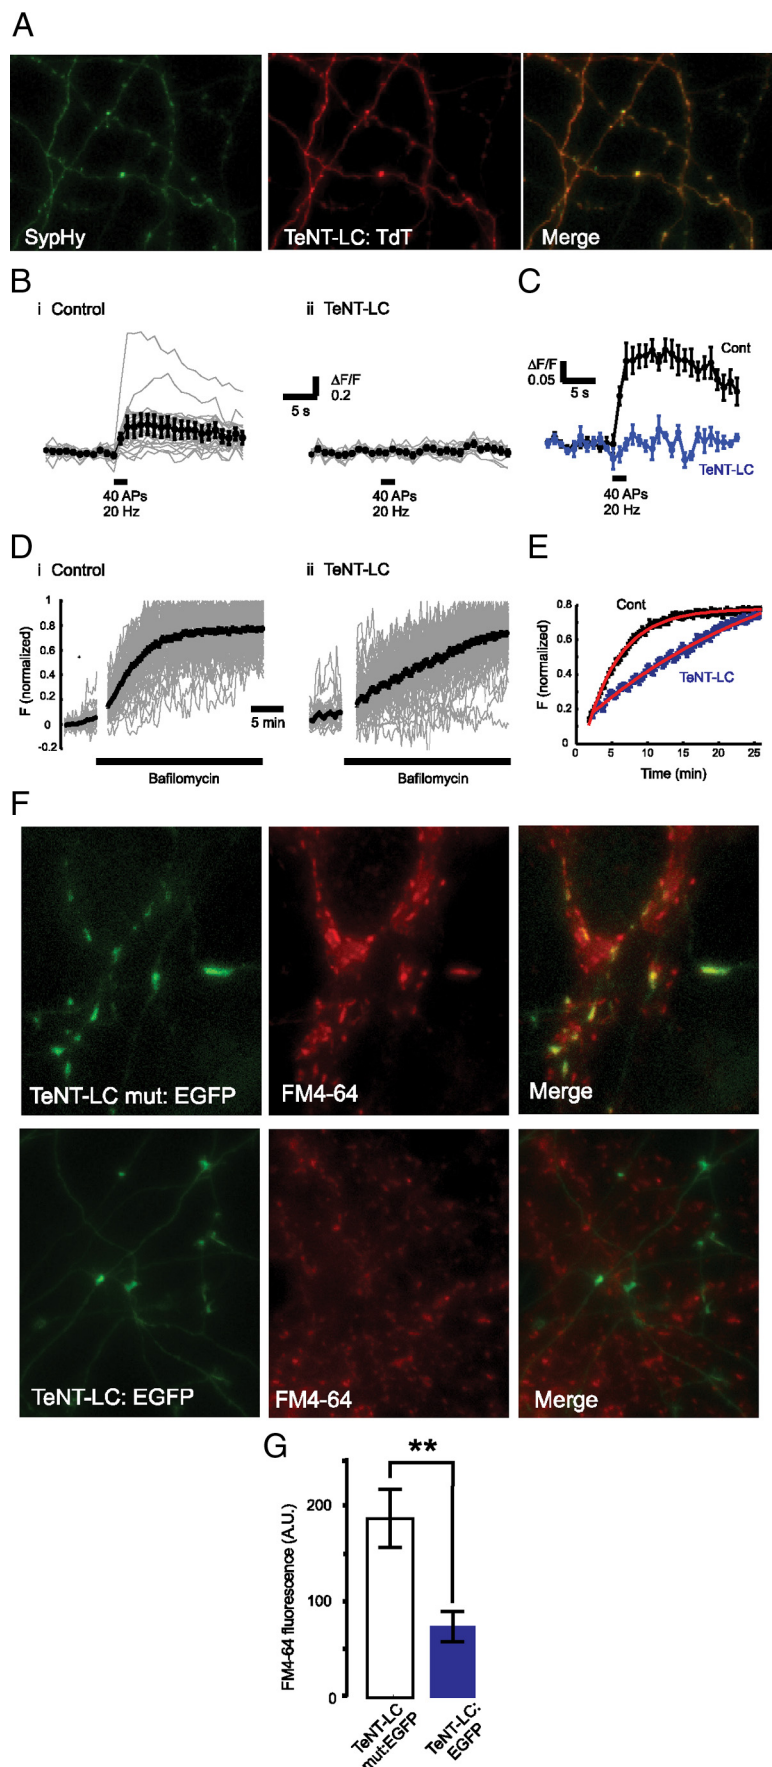 A
SypHy
TeNT-LC: TdT
Merge
B
i Control
ii TeNT-LC
C
ΔF/F
0.2
5 s
ΔF/F
0.05
5 s
Cont
TeNT-LC
40 APs
20 Hz
40 APs
20 Hz
40 APs
20 Hz
D
i Control
ii TeNT-LC
E
F (normalized)
1
0.8
0.6
0.4
0.2
0
-0.2
5 min
Bafilomycin
Bafilomycin
F (normalized)
0.8
0.6
0.4
0.2
0
Cont
TeNT-LC
0 5 10 15 20 25
Time (min)
F
TeNT-LC mut: EGFP
FM4-64
Merge
TeNT-LC: EGFP
FM4-64
Merge
G
**
FM4-64 fluorescence (A.U.)
200
100
0
TeNT-LC
mut:EGFP
TeNT-LC:
EGFP